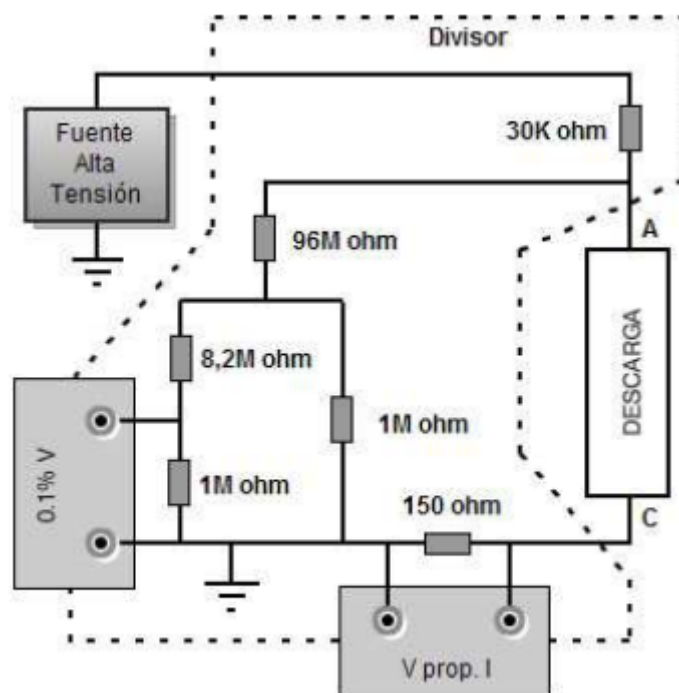 Divisor
Fuente
Alta
Tensión
30K ohm
96M ohm
A
8,2M ohm
DESCARGA
1M ohm
0.1% V
1M ohm
150 ohm
C
V prop. I